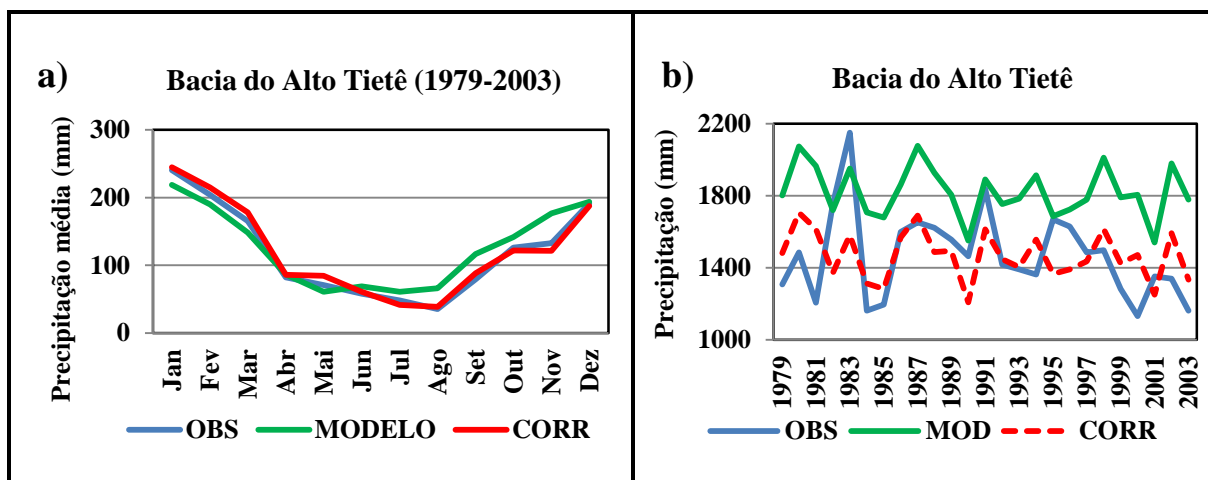 a)
Bacia do Alto Tietê (1979-2003)
Precipitação média (mm)
300
200
100
0
Jan
Fev
Mar
Abr
Mai
Jun
Jul
Ago
Set
Out
Nov
Dez
OBS MODELO CORR
b)
Bacia do Alto Tietê
Precipitação (mm)
2200
1800
1400
1000
1979
1981
1983
1985
1987
1989
1991
1993
1995
1997
1999
2001
2003
OBS MOD CORR